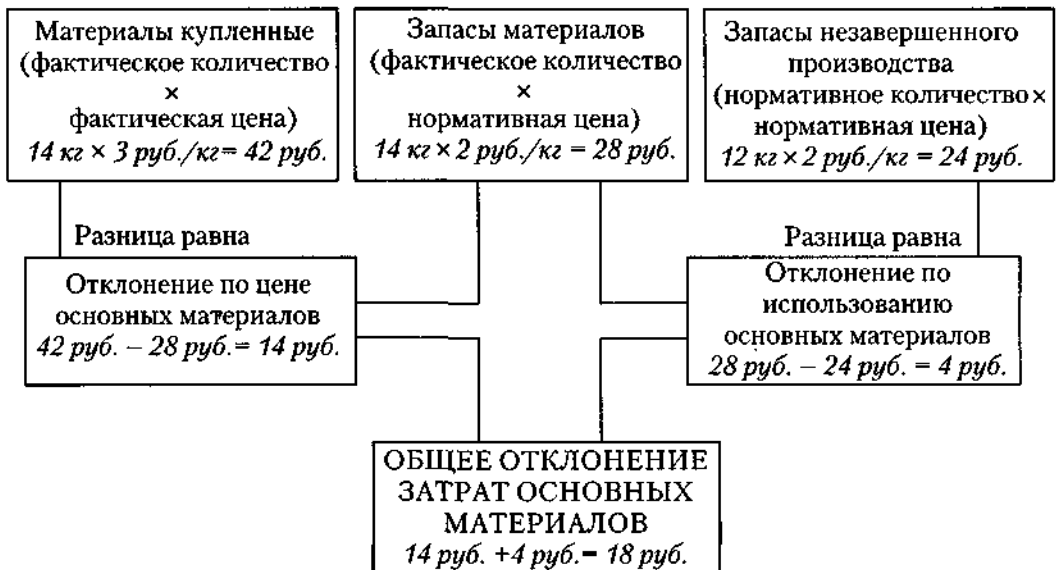 Материалы купленные
(фактическое количество
×
фактическая цена)
14 кг × 3 руб./кг= 42 руб.
Запасы материалов
(фактическое количество
×
нормативная цена)
14 кг × 2 руб./кг = 28 руб.
Запасы незавершенного
производства
(нормативное количество×
нормативная цена)
12 кг × 2 руб./кг = 24 руб.
Разница равна
Разница равна
Отклонение по цене
основных материалов
42 руб. – 28 руб.= 14 руб.
Отклонение по
использованию
основных материалов
28 руб. – 24 руб. = 4 руб.
ОБЩЕЕ ОТКЛОНЕНИЕ
ЗАТРАТ ОСНОВНЫХ
МАТЕРИАЛОВ
14 руб. +4 руб.= 18 руб.